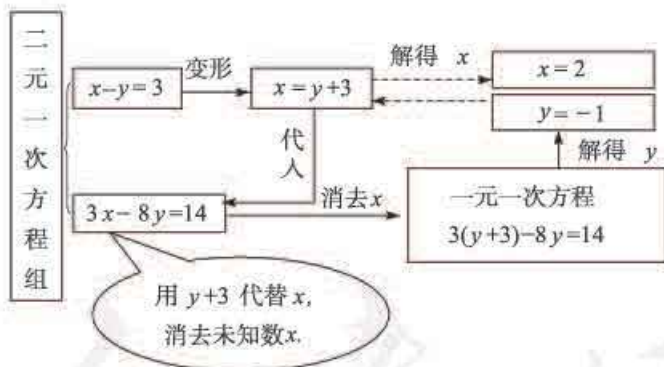 二元一次方程组
x-y=3
变形
x=y+3
解得 x
x=2
y=-1
代入
解得 y
3x-8y=14
消去x
一元一次方程
3(y+3)-8y=14
用 y+3 代替 x,
消去未知数x.